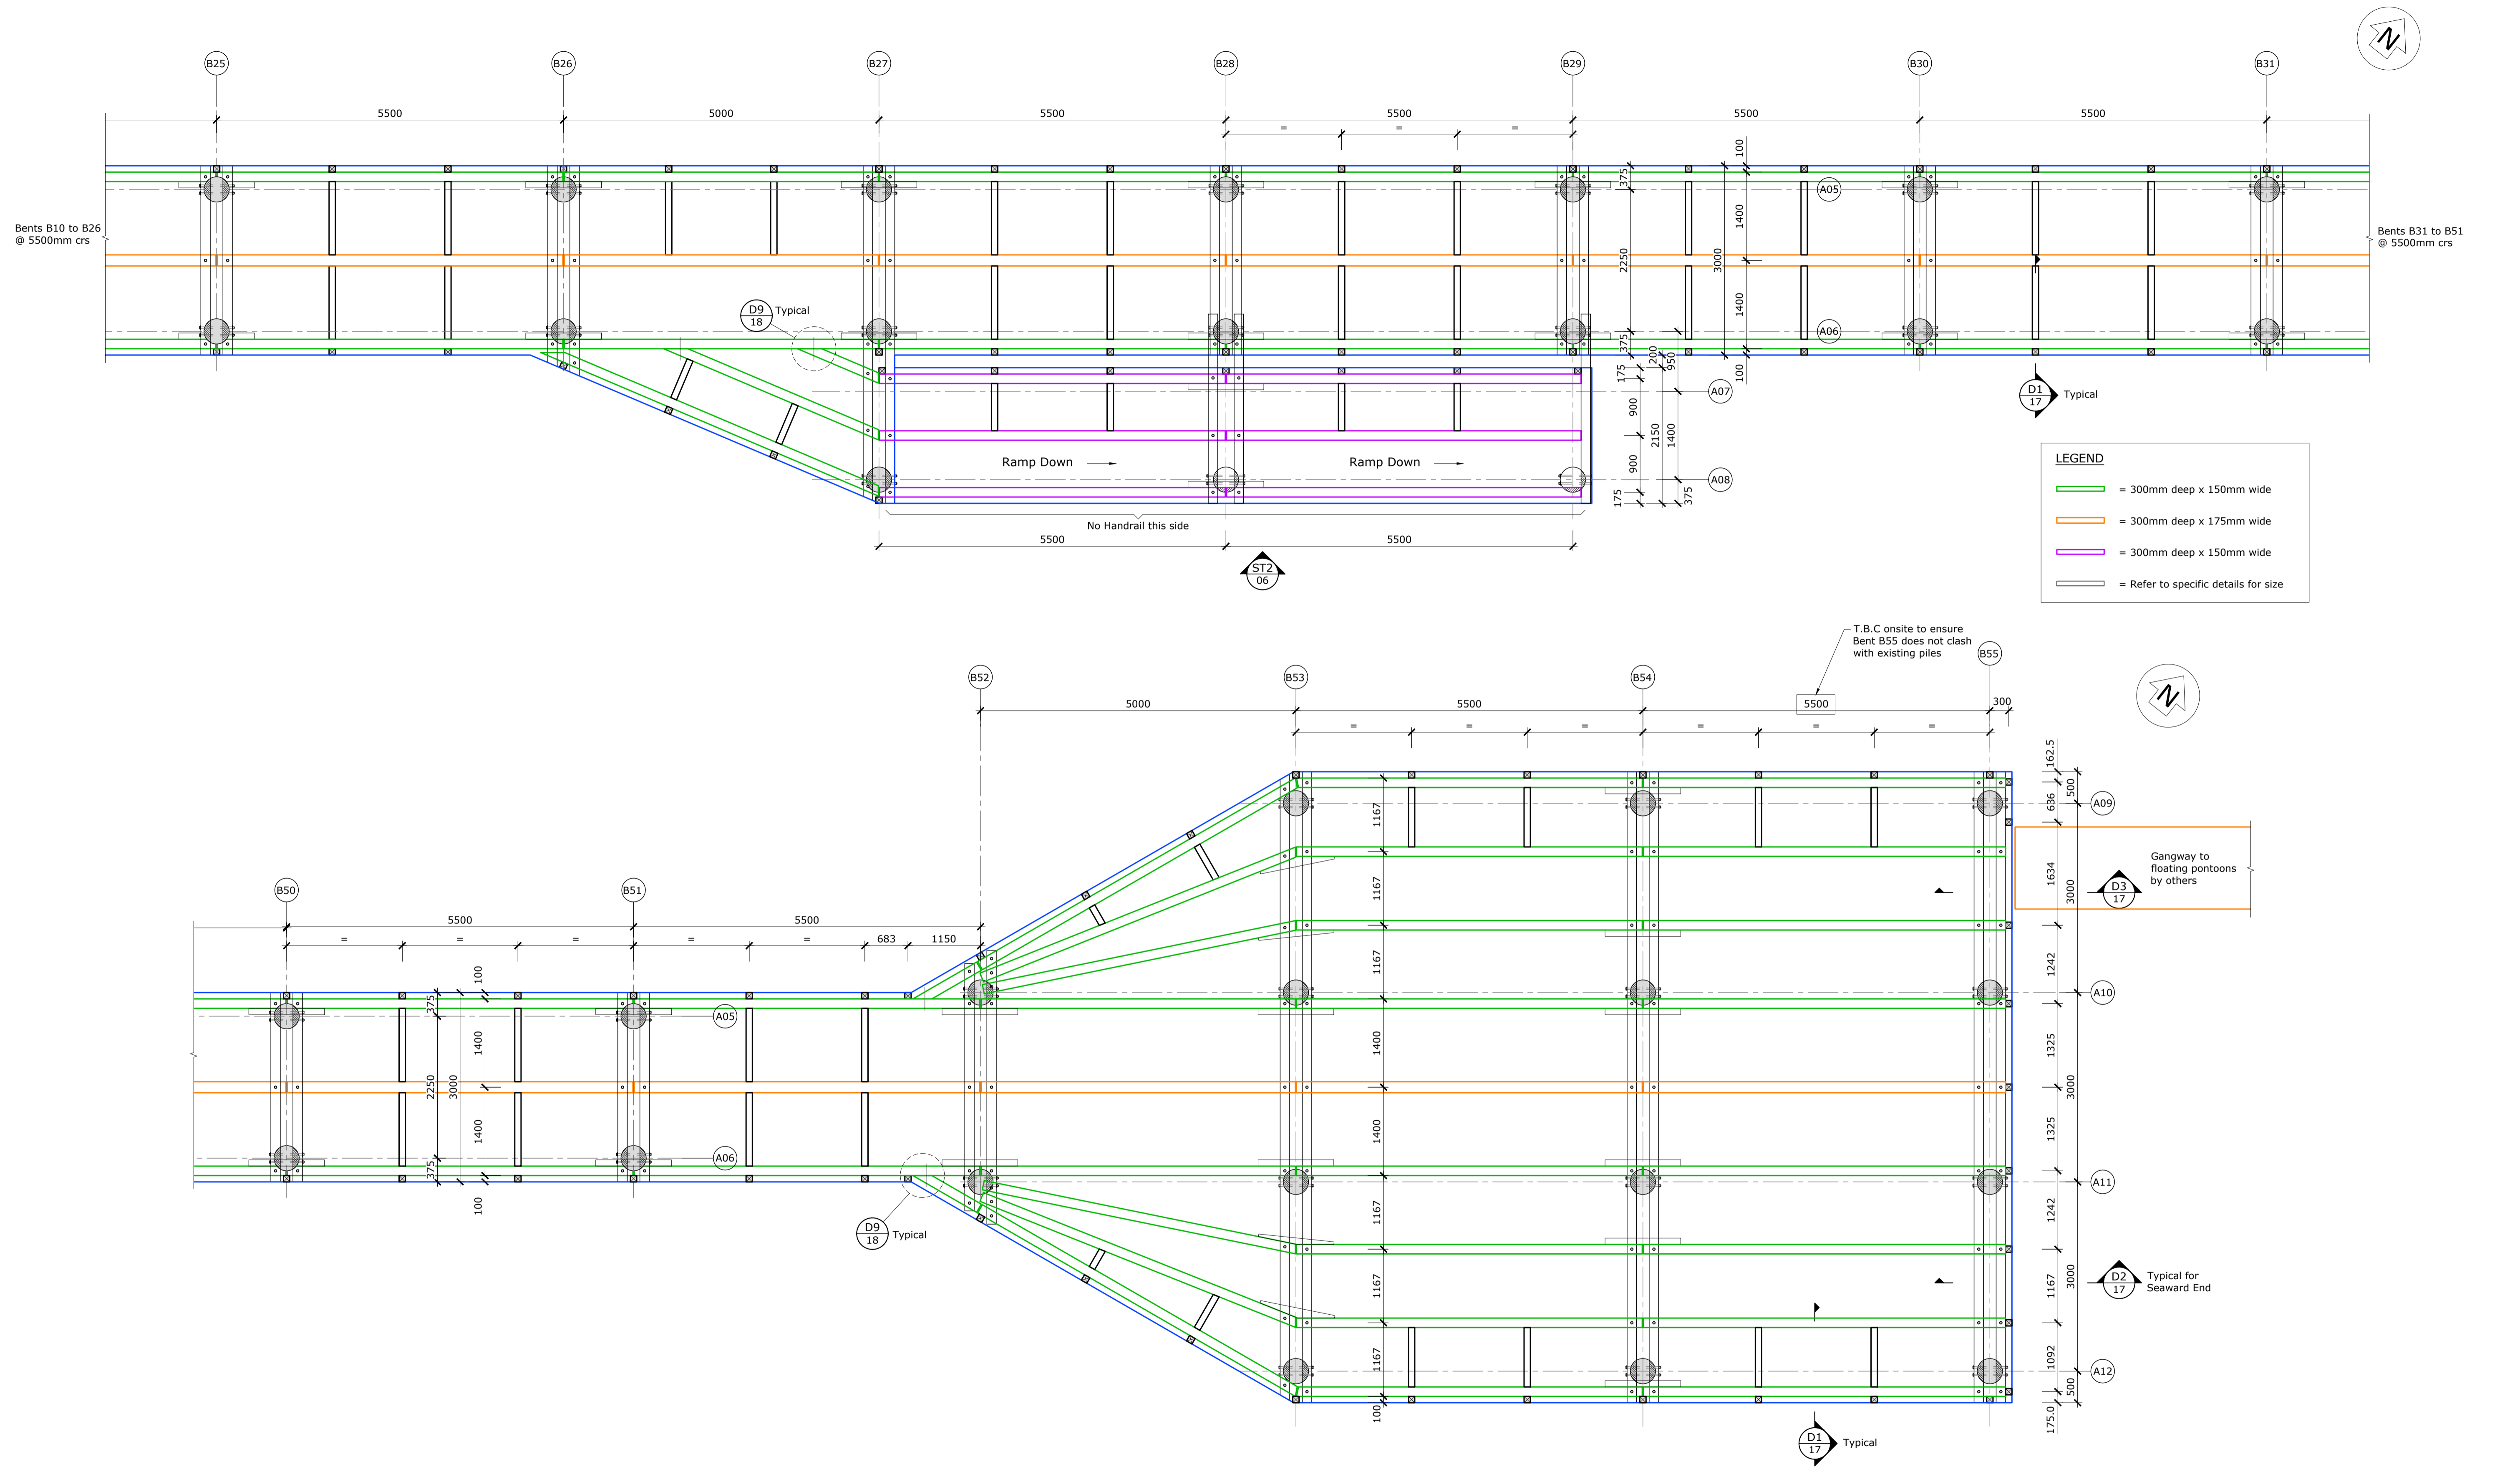 N
B25
B26
B27
B28
B29
B30
B31
5500
5000
5500
5500
5500
5500
=
=
=
100
375
A05
1400
Bents B10 to B26
@ 5500mm crs
Bents B31 to B51
@ 5500mm crs
2250
3000
D9
18
Typical
1400
A06
375
200
950
175
100
A07
D1
17
Typical
900
2150
1400
Ramp Down
Ramp Down
900
A08
175
375
No Handrail this side
5500
5500
ST2
06
LEGEND
= 300mm deep x 150mm wide
= 300mm deep x 175mm wide
= 300mm deep x 150mm wide
= Refer to specific details for size
T.B.C onsite to ensure
Bent B55 does not clash
with existing piles
B52
B53
B54
B55
N
5000
5500
5500
300
=
=
=
=
=
=
162.5
500
636
A09
1167
Gangway to
floating pontoons
by others
1634
3000
D3
17
1167
B50
B51
5500
5500
=
=
=
=
=
683
1150
1167
1242
100
375
A10
A05
1400
1400
1325
2250
3000
3000
1400
1400
1325
A06
375
100
A11
D9
18
Typical
1167
1242
1167
1167
3000
D2
17
Typical for
Seaward End
1167
1092
A12
500
100
175.0
D1
17
Typical